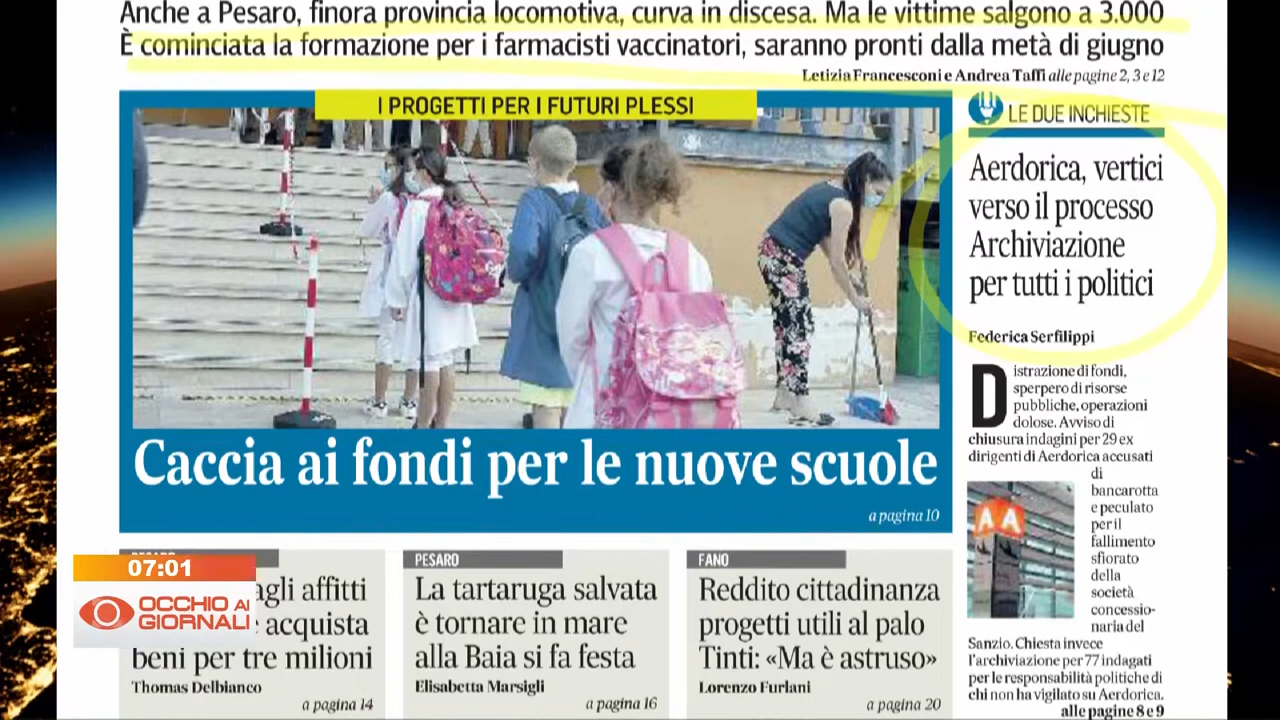 Anche a Pesaro, finora provincia locomotiva, curva in discesa. Ma le vittime salgono a 3.000
È cominciata la formazione per i farmacisti vaccinatori, saranno pronti dalla metà di giugno
Letizia Francesconi e Andrea Taffi alle pagine 2, 3 e 12
I PROGETTI PER I FUTURI PLESSI
Caccia ai fondi per le nuove scuole
a pagina 10
LE DUE INCHIESTE
Aerdorica, vertici
verso il processo
Archiviazione
per tutti i politici
Federica Serfilippi
Distrazione di fondi,
sperpero di risorse
pubbliche, operazioni
dolose. Avviso di
chiusura indagini per 29 ex
dirigenti di Aerdorica accusati
di
bancarotta
e peculato
per il
fallimento
sfiorato
della
società
concessio-
naria del
Sanzio. Chiesta invece
l'archiviazione per 77 indagati
per le responsabilità politiche di
chi non ha vigilato su Aerdorica.
alle pagine 8 e 9
AA
agli affitti
acquista
beni per tre milioni
Thomas Delbianco
a pagina 14
PESARO
La tartaruga salvata
è tornare in mare
alla Baia si fa festa
Elisabetta Marsigli
a pagina 16
FANO
Reddito cittadinanza
progetti utili al palo
Tinti: «Ma è astruso»
Lorenzo Furlani
a pagina 20
07:01
OCCHIO AI
GIORNALI